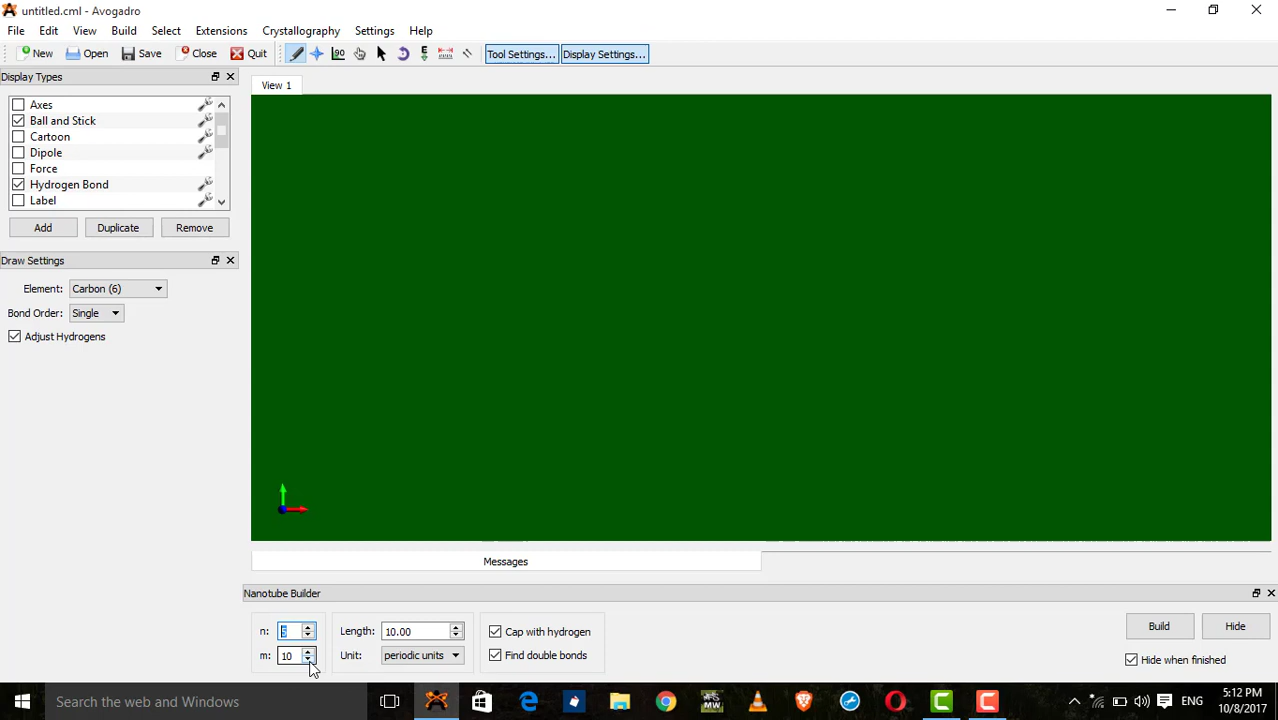 untitled.cml - Avogadro
File Edit View Build Select Extensions Crystallography Settings Help
New Open Save Close Quit 90 E Tool Settings... Display Settings...
Display Types
View 1
Axes
Ball and Stick
Cartoon
Dipole
Force
Hydrogen Bond
Label
Add Duplicate Remove
Draw Settings
Element: Carbon (6)
Bond Order: Single
Adjust Hydrogens
Messages
Nanotube Builder
n: 5 Length: 10.00 Cap with hydrogen Build Hide
m: 10 Unit: periodic units Find double bonds Hide when finished
Search the web and Windows MW ENG 5:12 PM
10/8/2017